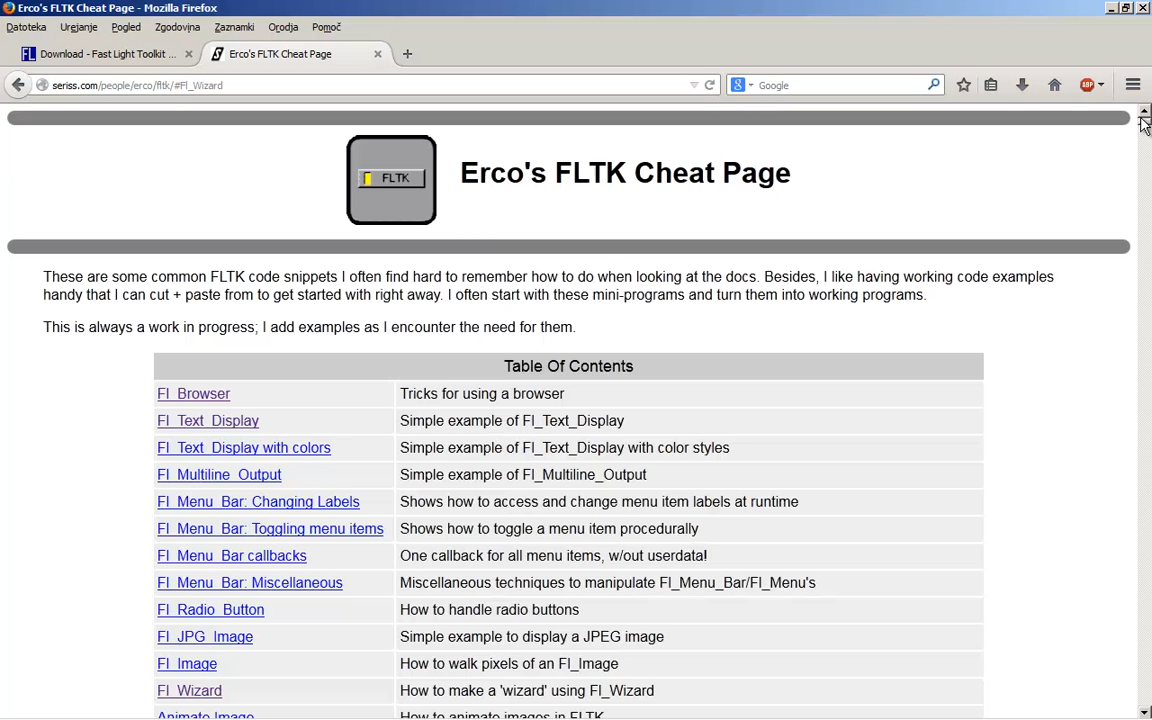 Erco's FLTK Cheat Page - Mozilla Firefox
Datoteka Urejanje Pogled Zgodovina Zaznamki Orodja Pomoč
FL Download - Fast Light Toolkit ... Erco's FLTK Cheat Page
seriss.com/people/erco/fltk/#Fl_Wizard Google ABP
FLTK
Erco's FLTK Cheat Page
These are some common FLTK code snippets I often find hard to remember how to do when looking at the docs. Besides, I like having working code examples
handy that I can cut + paste from to get started with right away. I often start with these mini-programs and turn them into working programs.
This is always a work in progress; I add examples as I encounter the need for them.
Table Of Contents
Fl_Browser Tricks for using a browser
Fl_Text_Display Simple example of Fl_Text_Display
Fl_Text_Display with colors Simple example of Fl_Text_Display with color styles
Fl_Multiline_Output Simple example of Fl_Multiline_Output
Fl_Menu_Bar: Changing Labels Shows how to access and change menu item labels at runtime
Fl_Menu_Bar: Toggling menu items Shows how to toggle a menu item procedurally
Fl_Menu_Bar callbacks One callback for all menu items, w/out userdata!
Fl_Menu_Bar: Miscellaneous Miscellaneous techniques to manipulate Fl_Menu_Bar/Fl_Menu's
Fl_Radio_Button How to handle radio buttons
Fl_JPG_Image Simple example to display a JPEG image
Fl_Image How to walk pixels of an Fl_Image
Fl_Wizard How to make a 'wizard' using Fl_Wizard
Animate Image How to animate images in FLTK